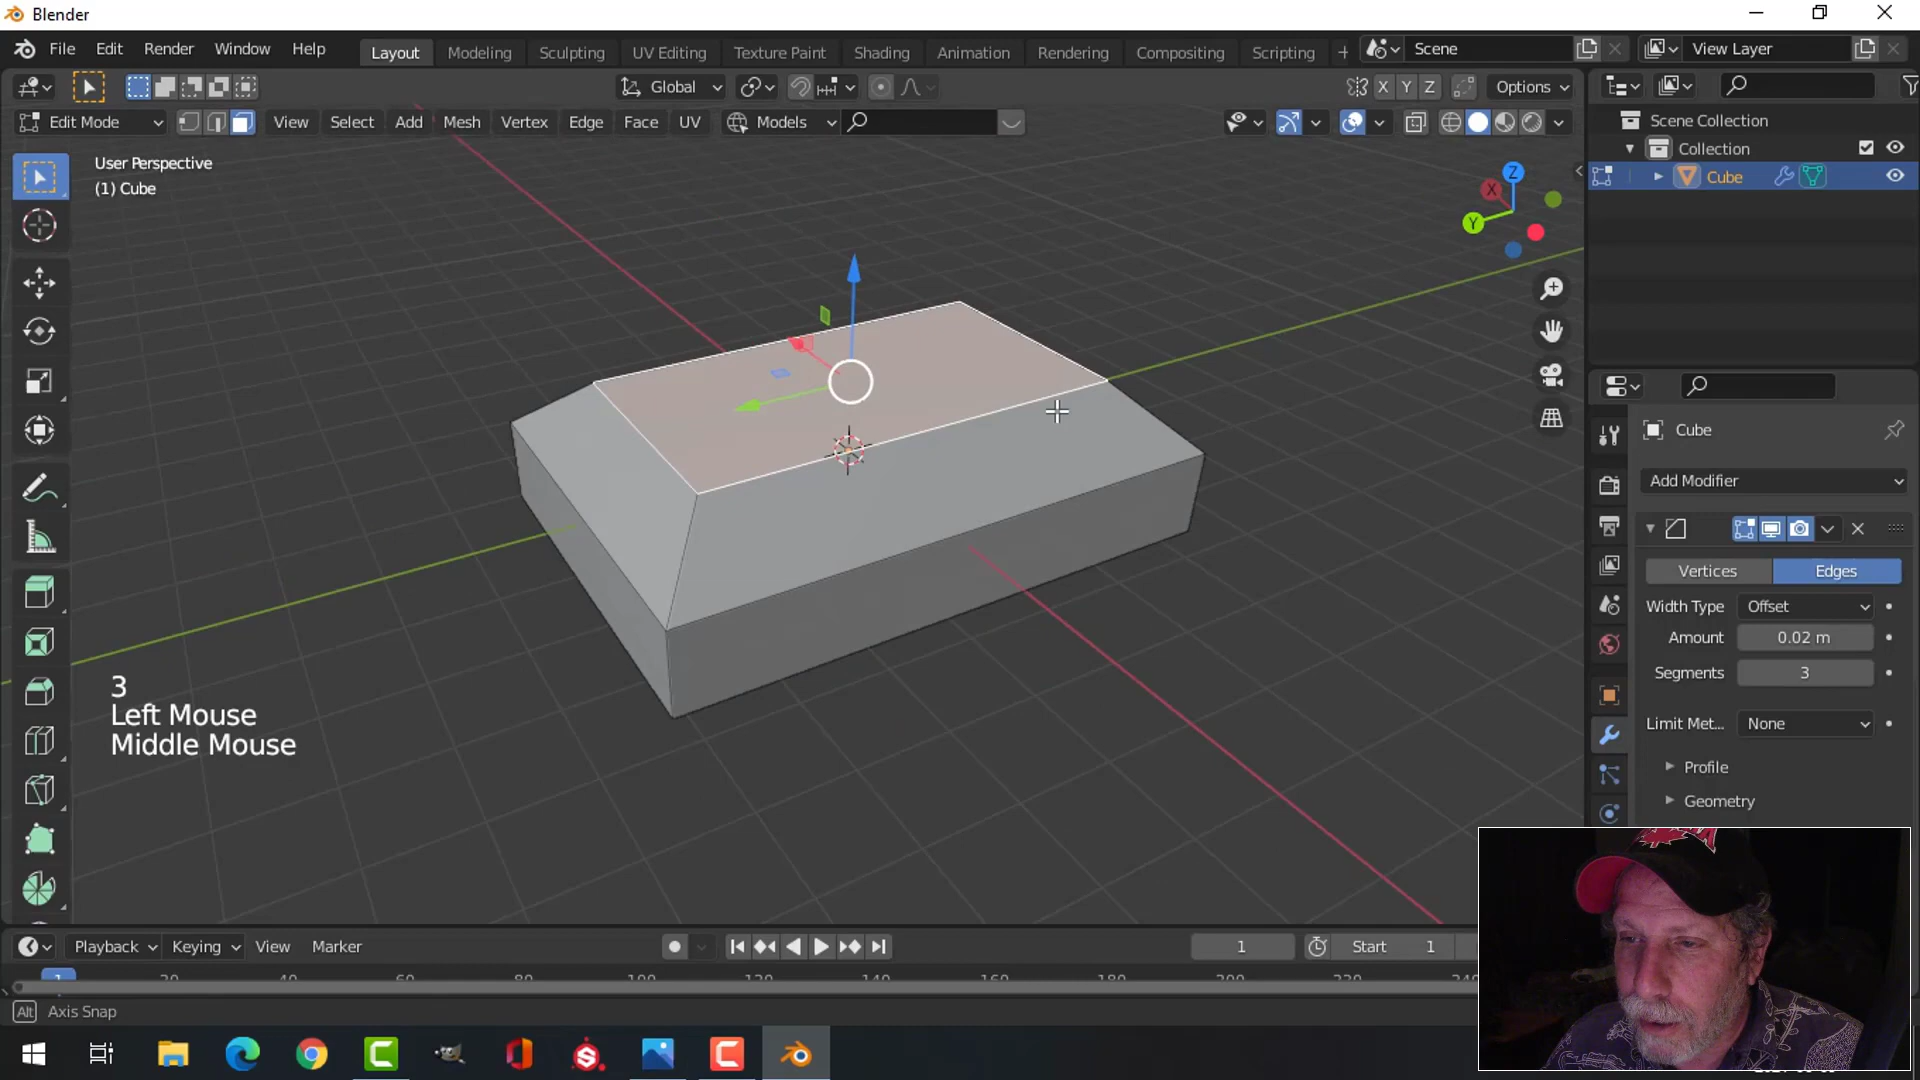 Blender
File Edit Render Window Help Layout Modeling Sculpting UV Editing Texture Paint Shading Animation Rendering Compositing Scripting + Scene View Layer
Global X Y Z Options
Edit Mode View Select Add Mesh Vertex Edge Face UV Models
Scene Collection
Collection
Cube
User Perspective
(1) Cube
Z
X
Y
Cube
Add Modifier
Vertices Edges
Width Type Offset
Amount 0.02 m
Segments 3
Limit Met... None
Profile
Geometry
3
Left Mouse
Middle Mouse
Playback Keying View Marker 1 Start 1
1
Alt Axis Snap